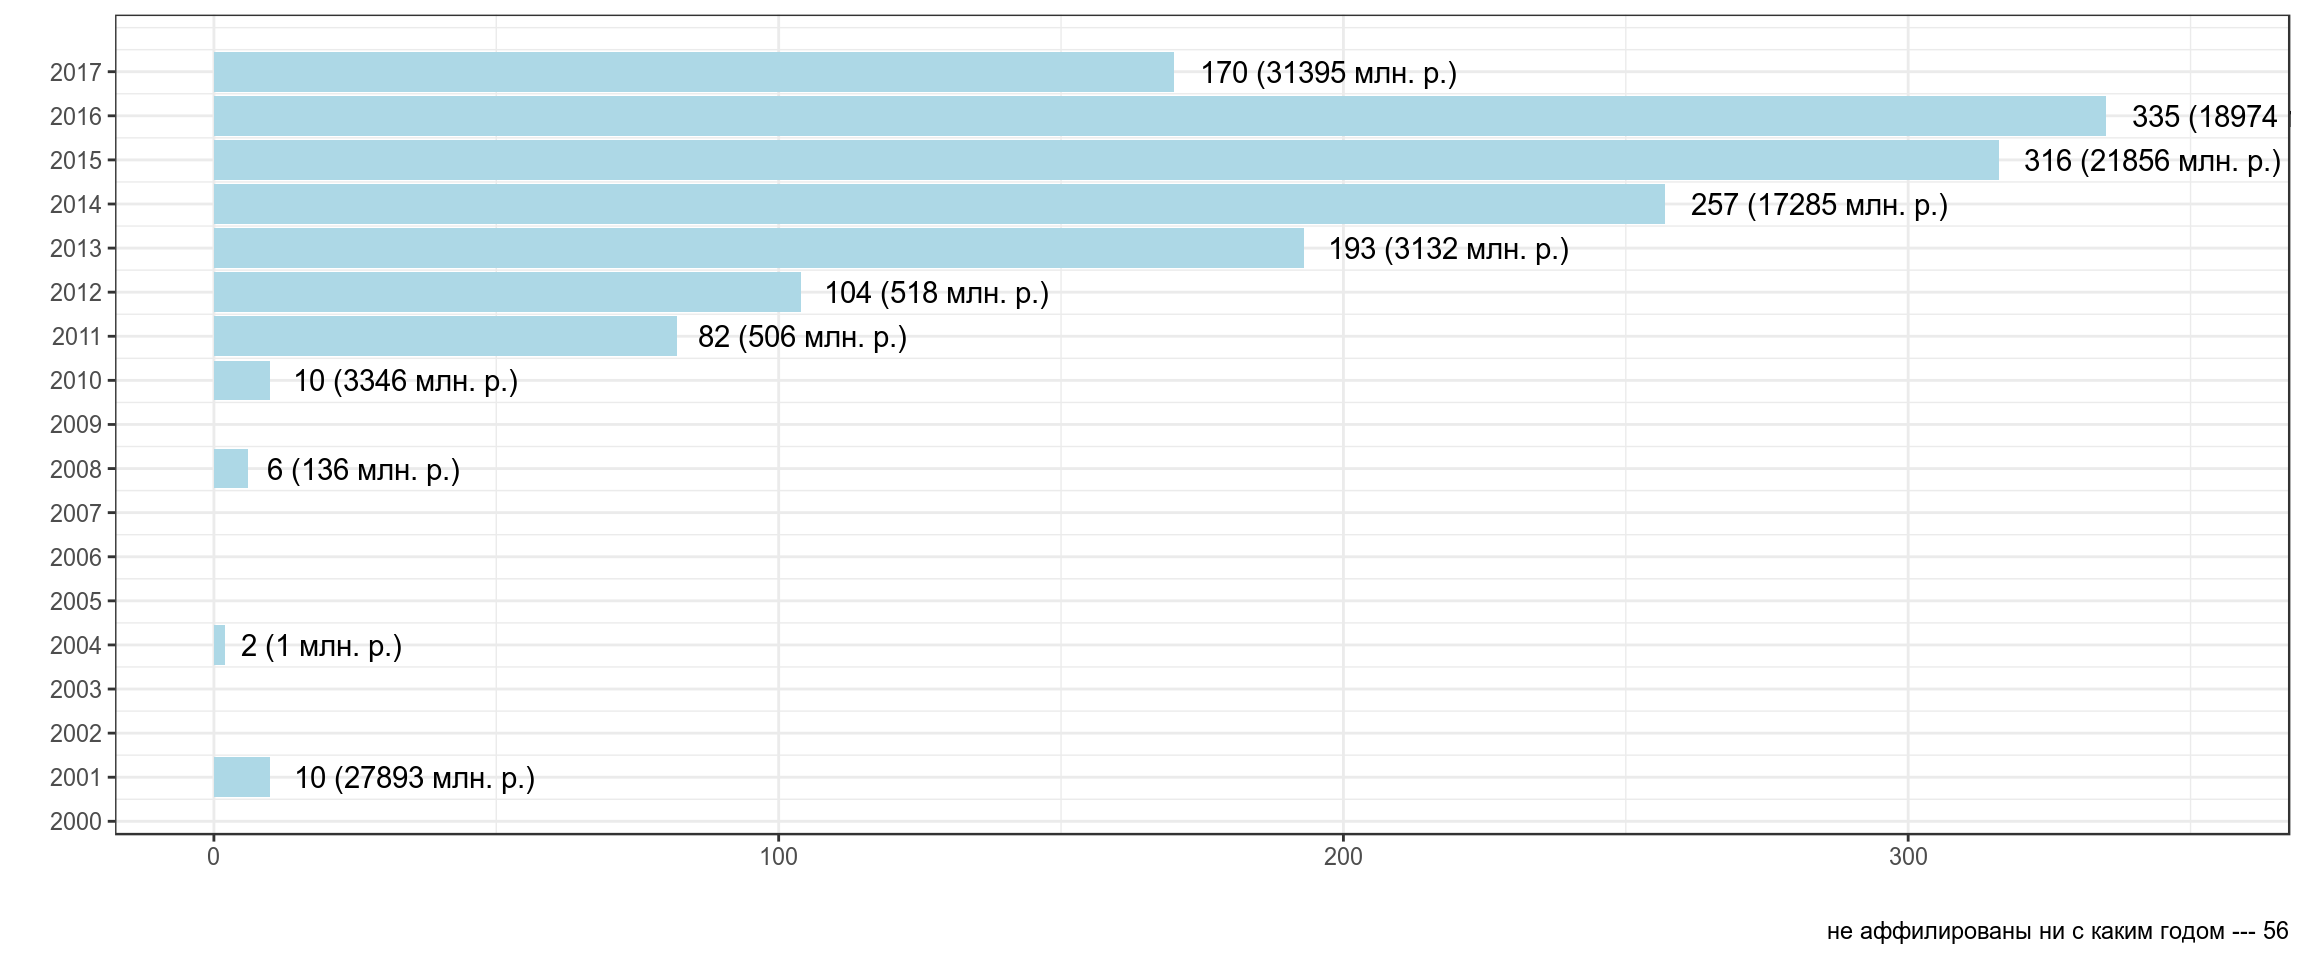 2017 170 (31395 млн. р.)
2016 335 (18974
2015 316 (21856 млн. р.)
2014 257 (17285 млн. р.)
2013 193 (3132 млн. р.)
2012 104 (518 млн. р.)
2011 82 (506 млн. р.)
2010 10 (3346 млн. р.)
2009
2008 6 (136 млн. р.)
2007
2006
2005
2004 2 (1 млн. р.)
2003
2002
2001 10 (27893 млн. р.)
2000
0 100 200 300
не аффилированы ни с каким годом --- 56